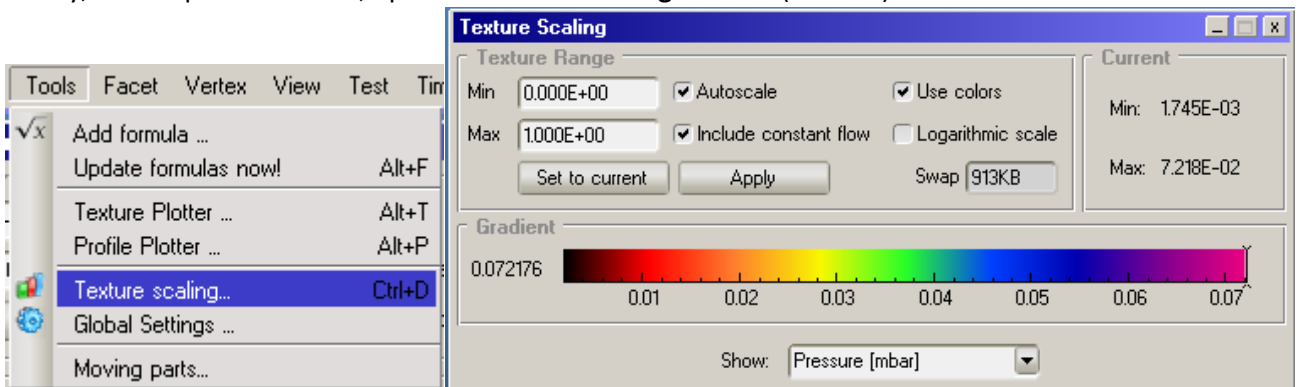 Tools Facet Vertex View Test
√x Add formula ...
Update formulas now! Alt+F
Texture Plotter ... Alt+T
Profile Plotter ... Alt+P
Texture scaling... Ctrl+D
Global Settings ...
Moving parts...
Texture Scaling
Texture Range
Min 0.000E+00 Autoscale Use colors
Max 1.000E+00 Include constant flow Logarithmic scale
Set to current Apply Swap 913KB
Current
Min: 1.745E-03
Max: 7.218E-02
Gradient
0.072176
0.01 0.02 0.03 0.04 0.05 0.06 0.07
Show: Pressure [mbar]